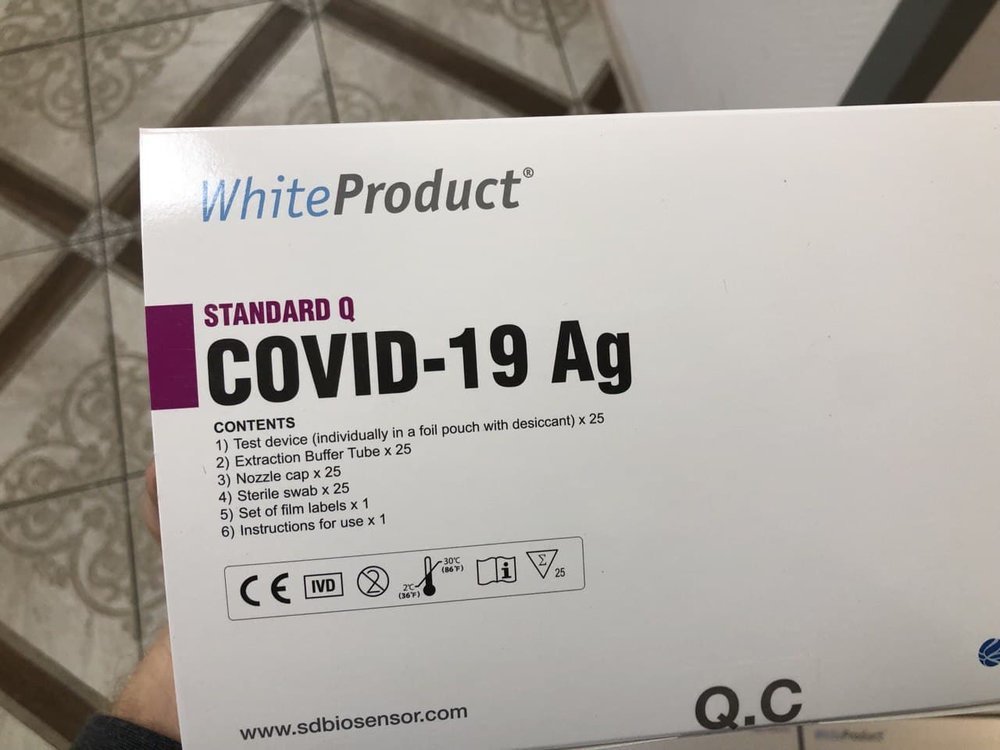 WhiteProduct®
STANDARD Q
COVID-19 Ag
CONTENTS
1) Test device (individually in a foil pouch with desiccant) x 25
2) Extraction Buffer Tube x 25
3) Nozzle cap x 25
4) Sterile swab x 25
5) Set of film labels x 1
6) Instructions for use x 1
CE IVD 2 2℃ (36℉) 30℃ (86℉) i Σ 25
www.sdbiosensor.com
Q.C
WhiteProduct